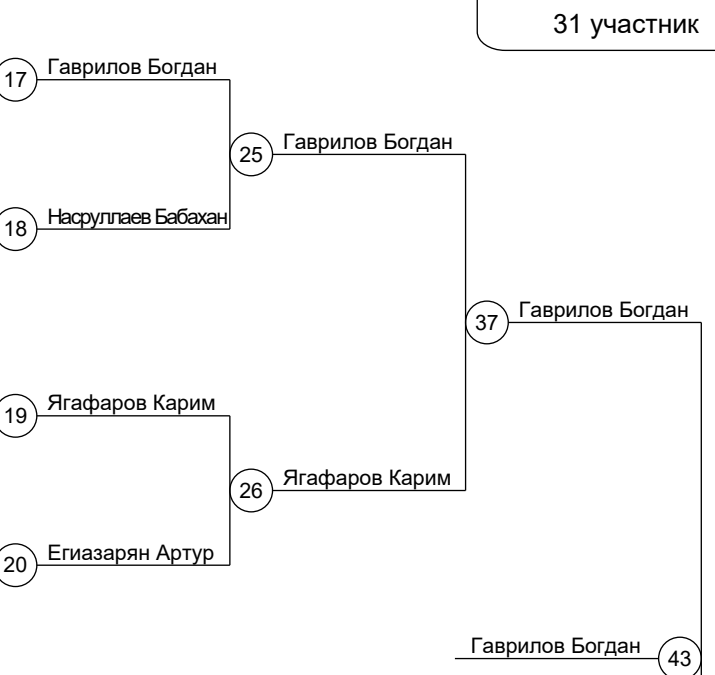 31 участник
Гаврилов Богдан
17
Гаврилов Богдан
25
Насруллаев Бабахан
18
Гаврилов Богдан
37
Ягафаров Карим
19
Ягафаров Карим
26
Егиазарян Артур
20
Гаврилов Богдан
43